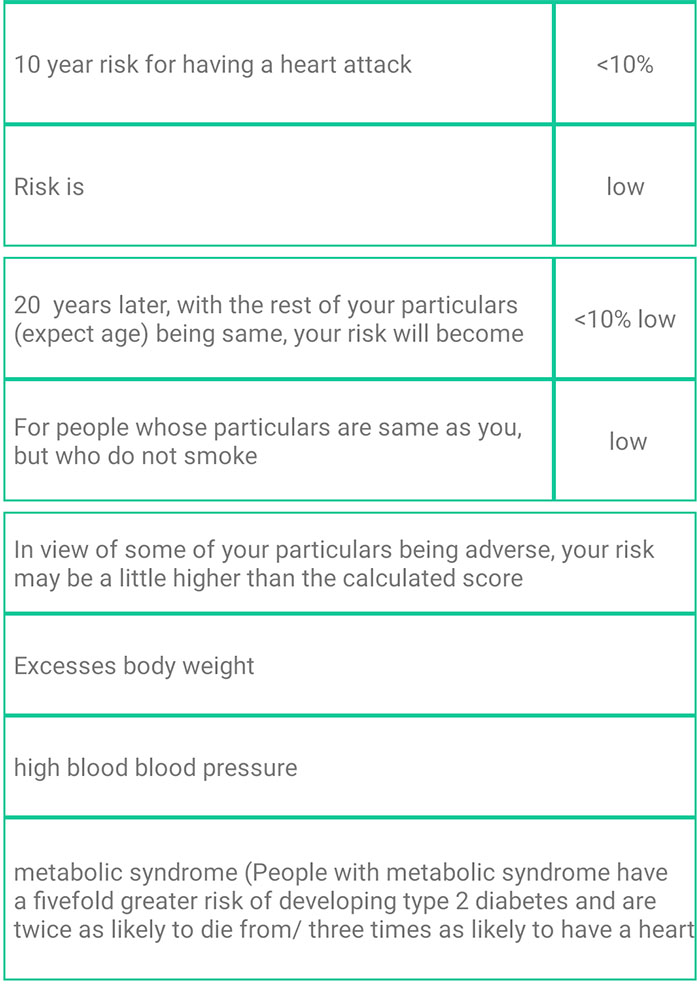 10 year risk for having a heart attack
<10%
Risk is
low
20  years later, with the rest of your particulars
(expect age) being same, your risk will become
<10% low
For people whose particulars are same as you,
but who do not smoke
low
In view of some of your particulars being adverse, your risk
may be a little higher than the calculated score
Excesses body weight
high blood blood pressure
metabolic syndrome (People with metabolic syndrome have
a fivefold greater risk of developing type 2 diabetes and are
twice as likely to die from/ three times as likely to have a heart